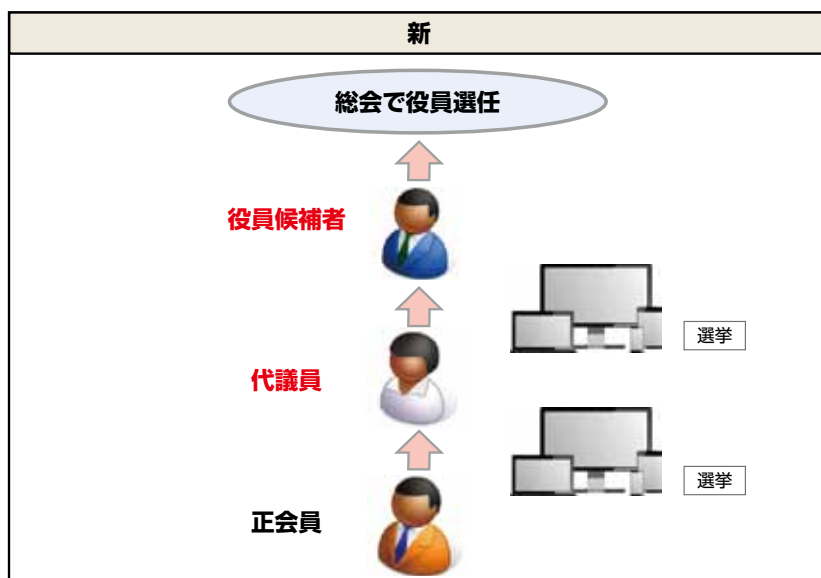 新
総会で役員選任
役員候補者
選挙
代議員
選挙
正会員